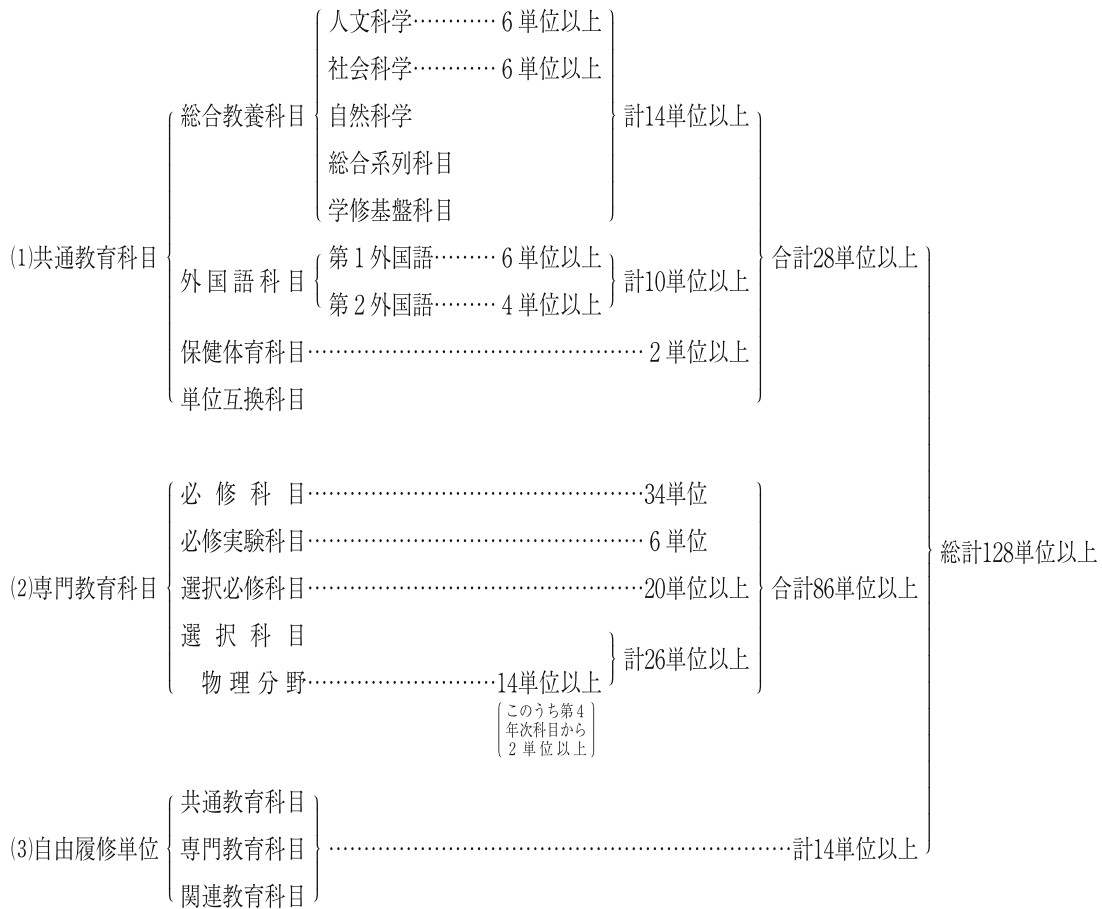 人文科学………… 6 単位以上
社会科学………… 6 単位以上
総合教養科目 自然科学 計14単位以上
総合系列科目
学修基盤科目
⑴共通教育科目 第 1 外国語……… 6 単位以上 合計28単位以上
外国語科目 計10単位以上
第 2 外国語……… 4 単位以上
保健体育科目………………………………………… 2 単位以上
単位互換科目
必修科目…………………………………………34単位
必修実験科目………………………………………… 6 単位
総計128単位以上
⑵専門教育科目 選択必修科目…………………………………………20単位以上 合計86単位以上
選択科目
計26単位以上
物理分野………………………14単位以上
このうち第 4
年次科目から
2 単位以上
共通教育科目
⑶自由履修単位 専門教育科目 …………………………………………………………計14単位以上
関連教育科目